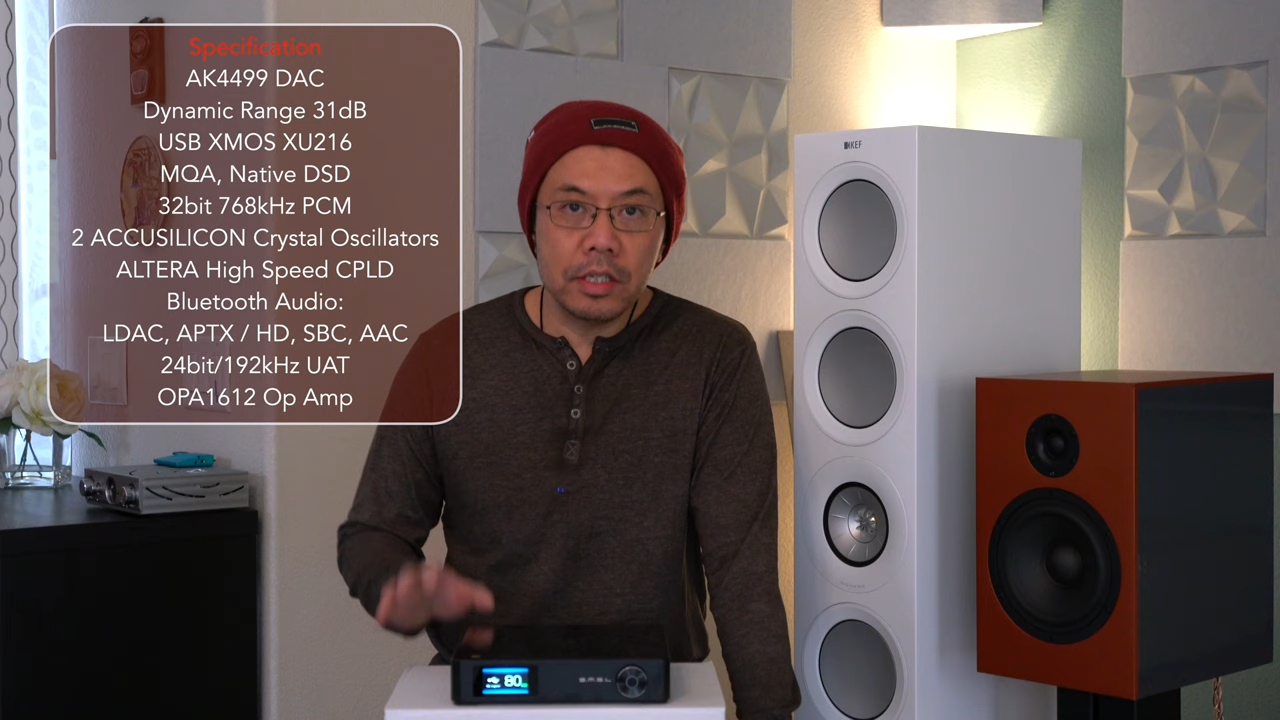 Specification
AK4499 DAC
Dynamic Range 31dB
USB XMOS XU216
MQA, Native DSD
32bit 768kHz PCM
2 ACCUSILICON Crystal Oscillators
ALTERA High Speed CPLD
Bluetooth Audio:
LDAC, APTX / HD, SBC, AAC
24bit/192kHz UAT
OPA1612 Op Amp
KEF
80
S.M.S.L